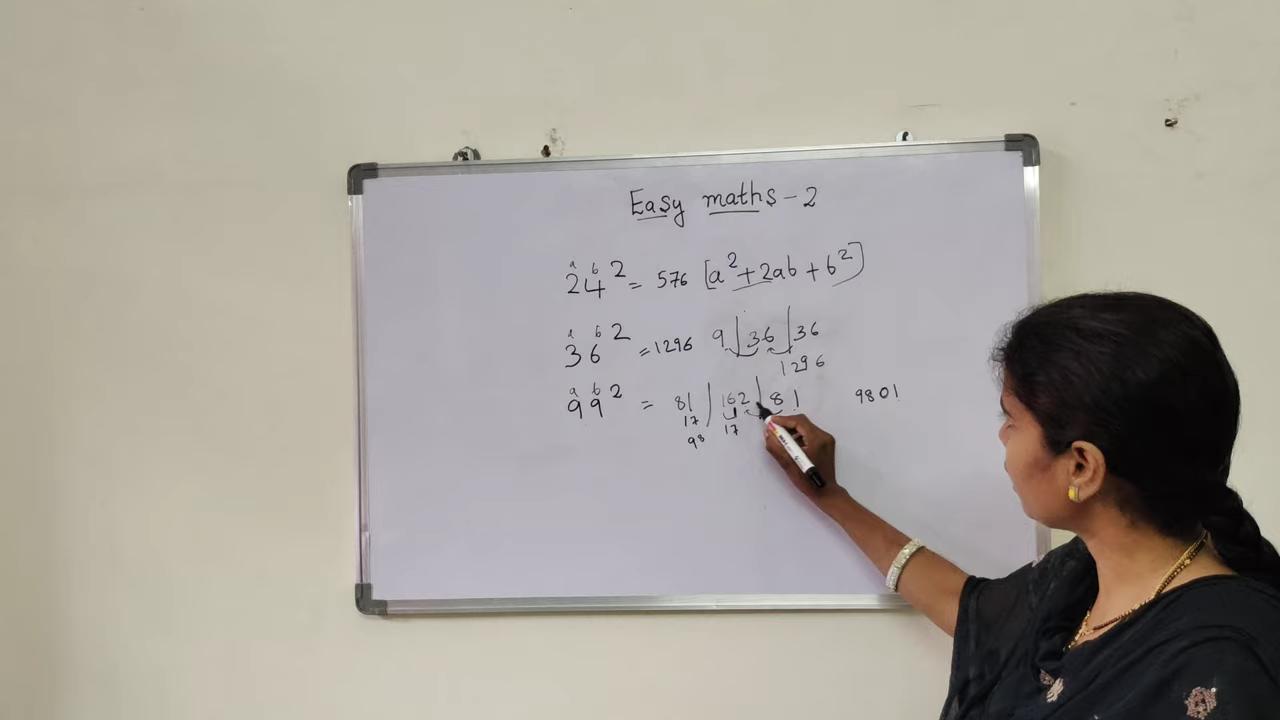 Easy maths - 2
a b
24² = 576 [a² + 2ab + b²]
a b
36² = 1296 9 | 36 | 36
1296
a b
99² = 81 | 162 | 81 9801
17 17
98